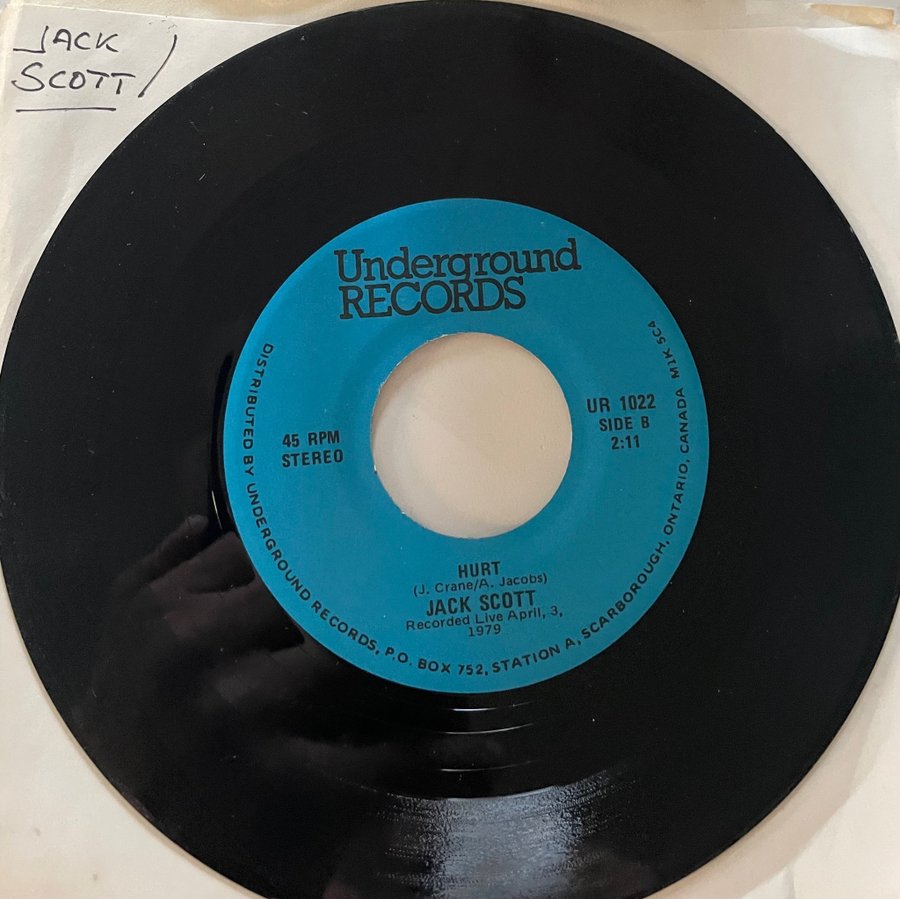 JACK
SCOTT /
Underground
RECORDS
45 RPM
STEREO
UR 1022
SIDE B
2:11
HURT
(J. Crane/A. Jacobs)
JACK SCOTT
Recorded Live April, 3,
1979
DISTRIBUTED BY UNDERGROUND RECORDS, P.O. BOX 752, STATION A, SCARBOROUGH, ONTARIO, CANADA M1K 5C4